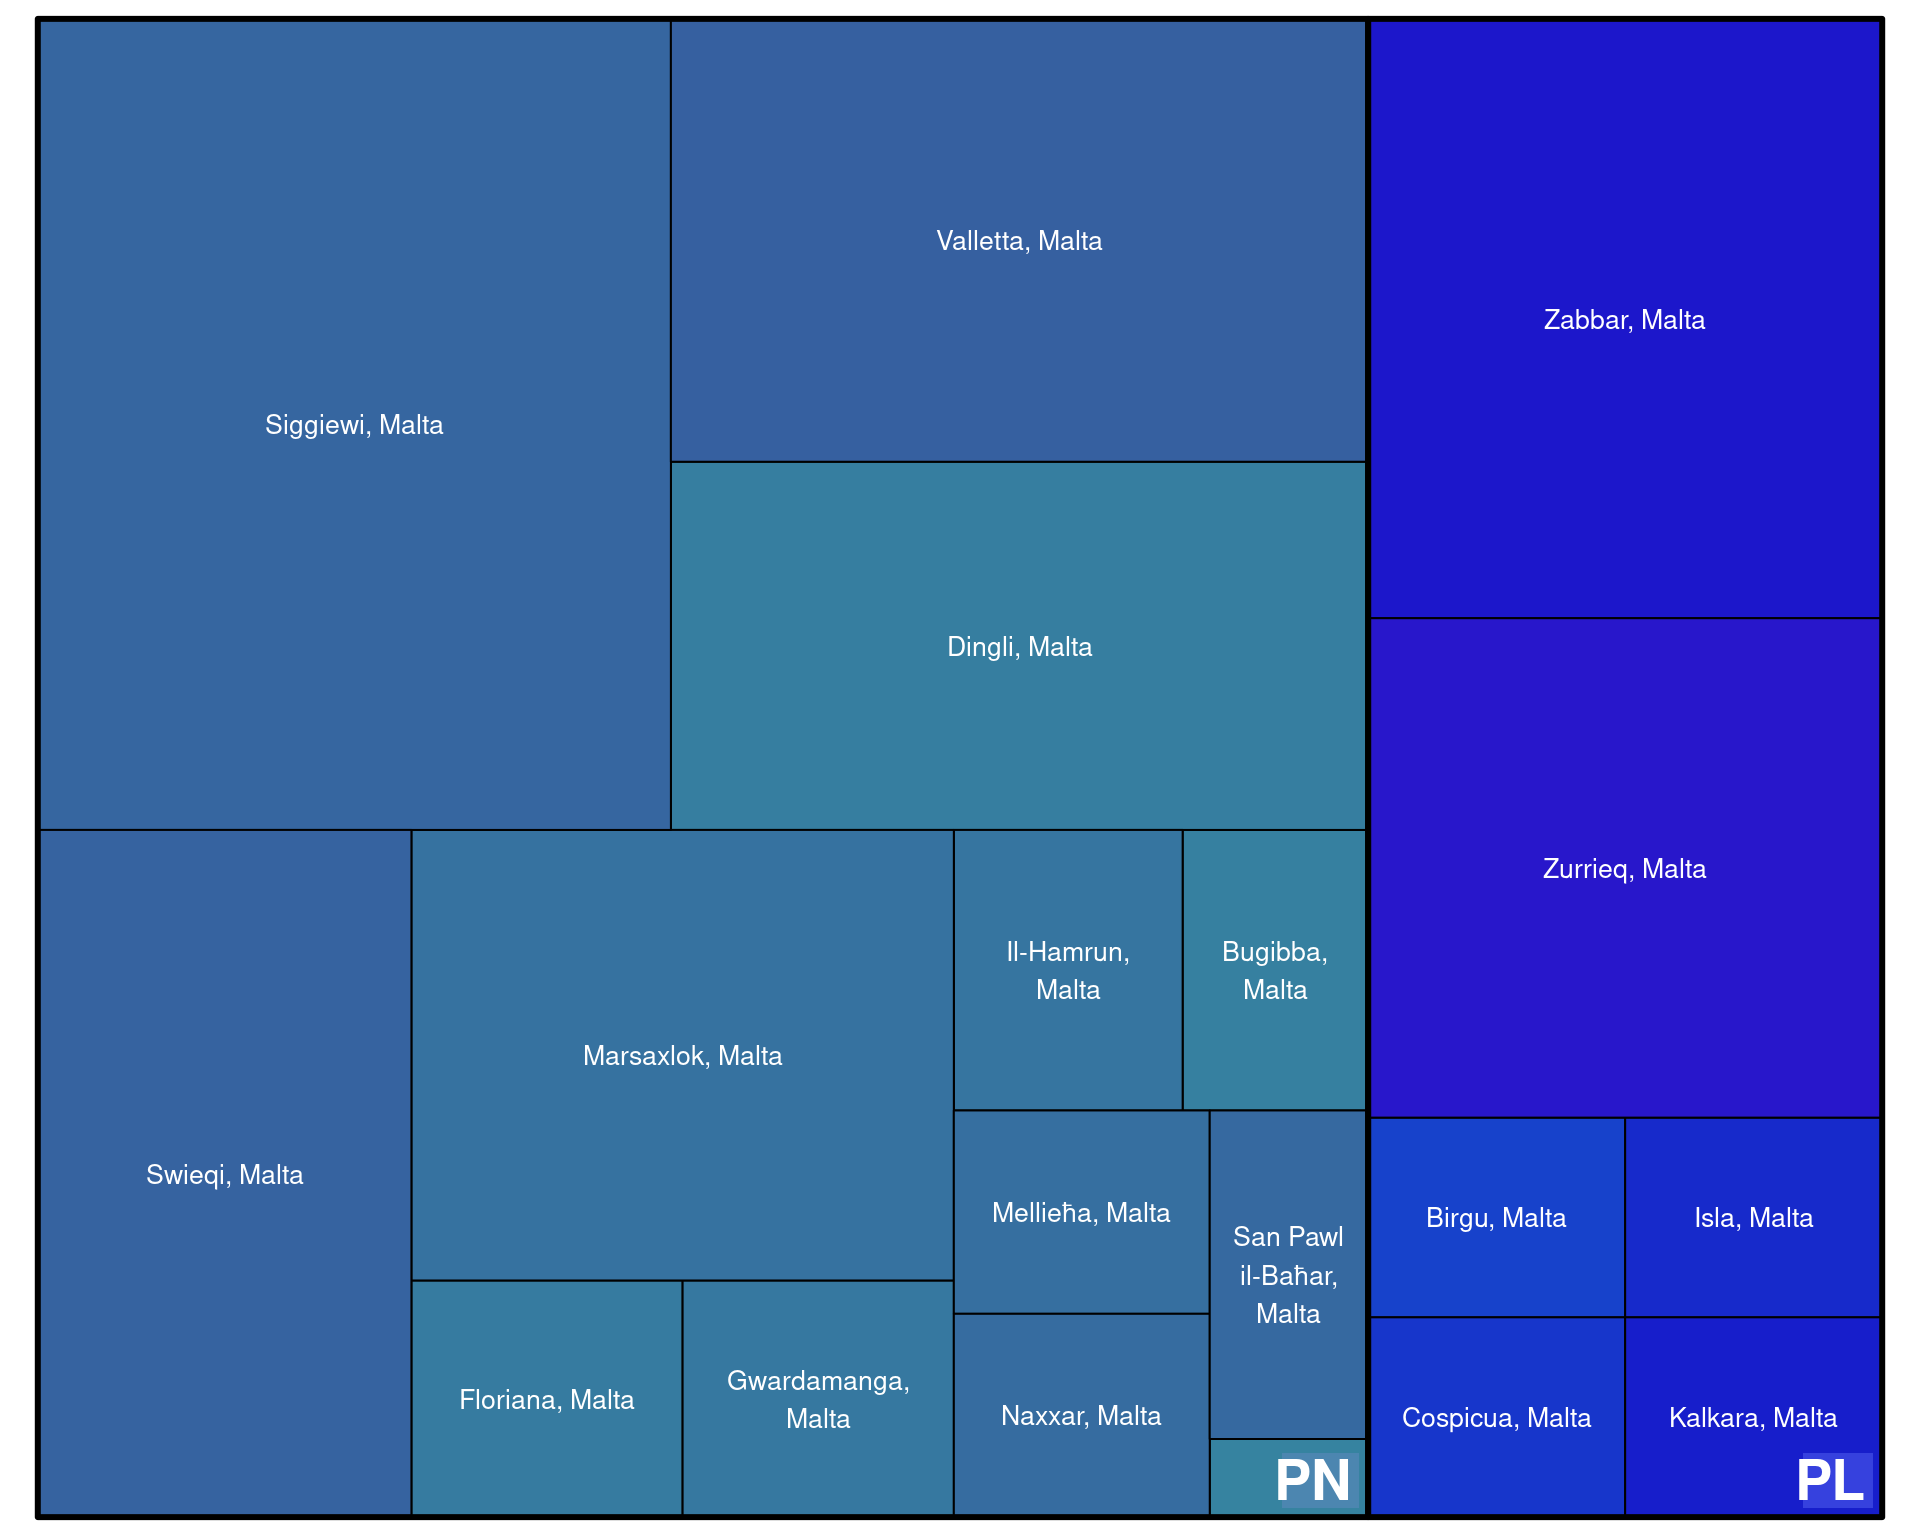 Siggiewi, Malta
Valletta, Malta
Dingli, Malta
Zabbar, Malta
Zurrieq, Malta
Swieqi, Malta
Marsaxlok, Malta
Il-Hamrun,
Malta
Bugibba,
Malta
Mellieħa, Malta
San Pawl
il-Baħar,
Malta
Naxxar, Malta
Floriana, Malta
Gwardamanga,
Malta
PN
Birgu, Malta
Isla, Malta
Cospicua, Malta
Kalkara, Malta
PL